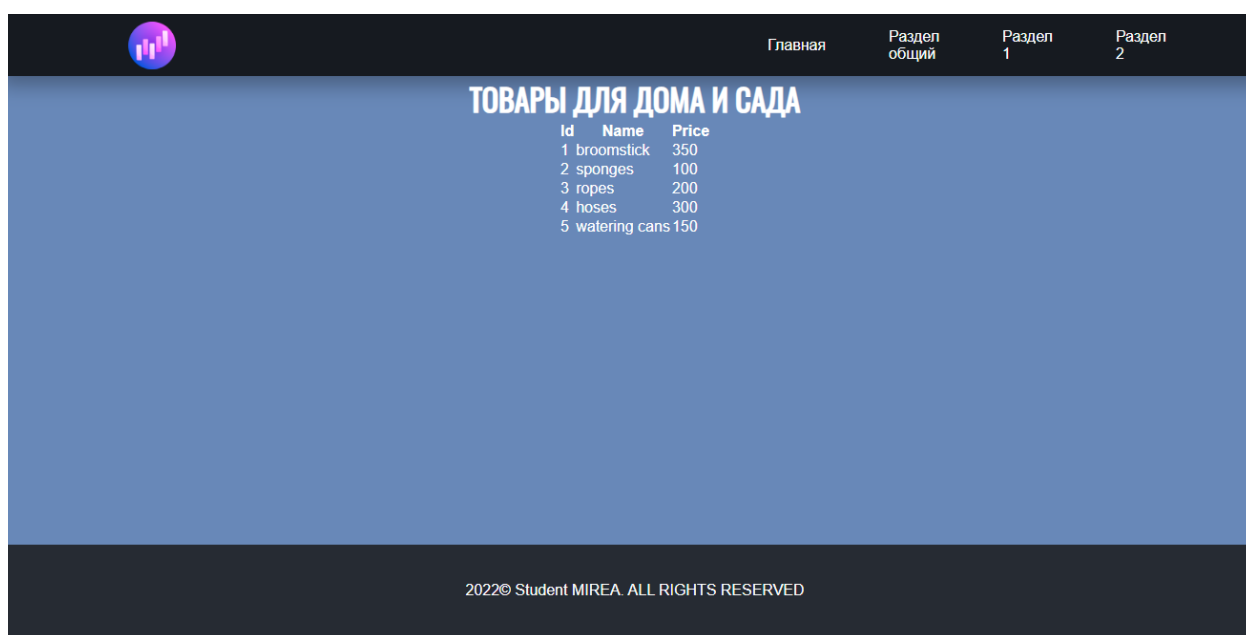 Главная
Раздел общий
Раздел 1
Раздел 2
ТОВАРЫ ДЛЯ ДОМА И САДА
Id Name Price
1 broomstick 350
2 sponges 100
3 ropes 200
4 hoses 300
5 watering cans 150
2022© Student MIREA. ALL RIGHTS RESERVED